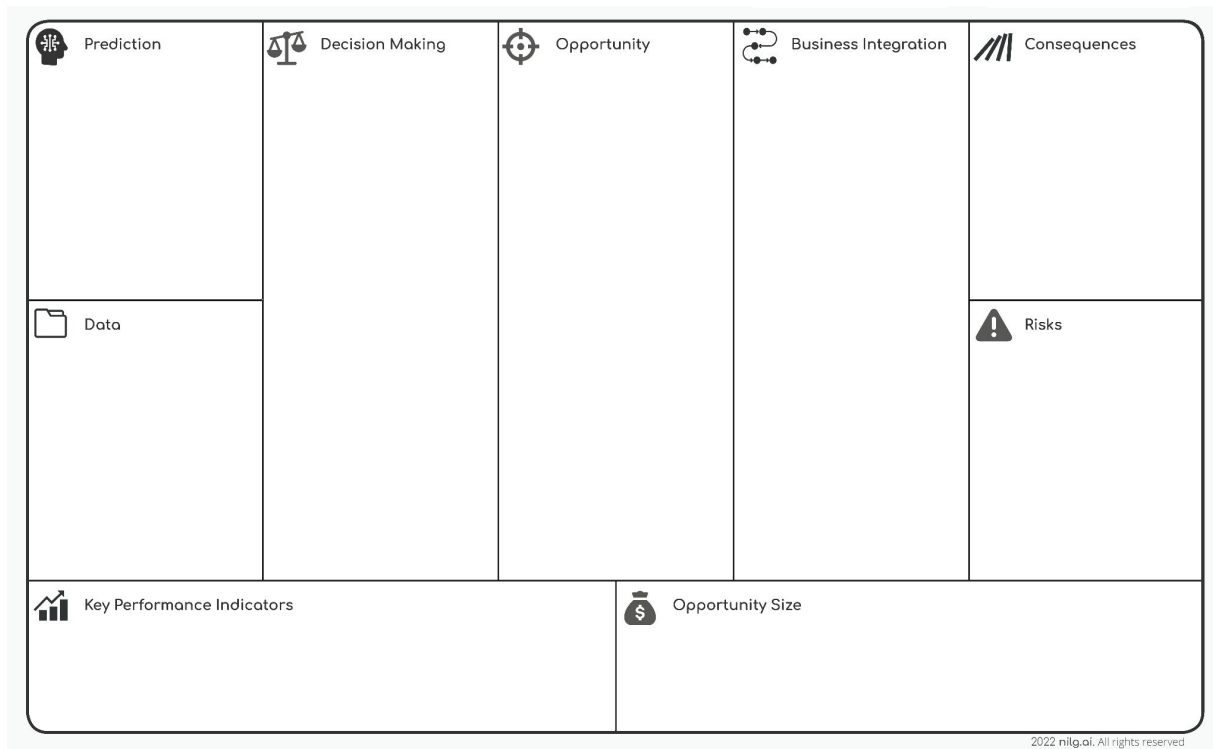 Prediction
Decision Making
Opportunity
Business Integration
Consequences
Data
Risks
Key Performance Indicators
$
Opportunity Size
2022 nilg.ai. All rights reserved